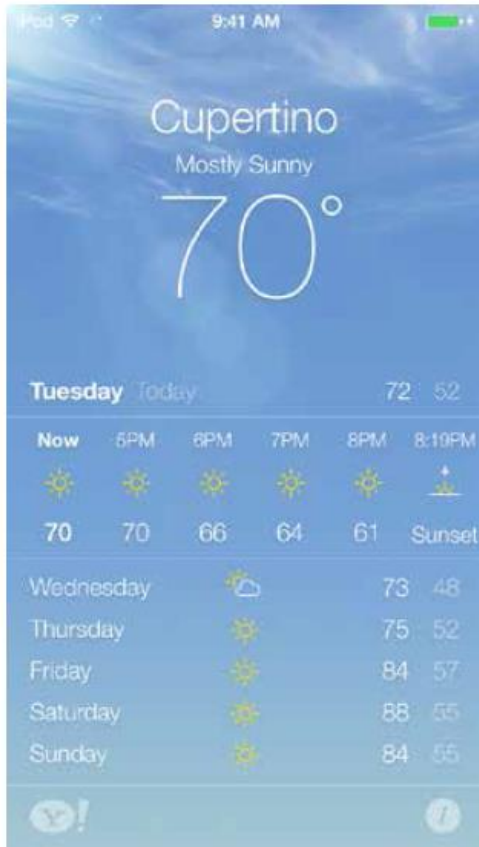 iPod 9:41 AM
Cupertino
Mostly Sunny
70°
Tuesday Today 72 52
Now 5PM 6PM 7PM 8PM 8:19PM
70 70 66 64 61 Sunset
Wednesday 73 48
Thursday 75 52
Friday 84 57
Saturday 88 55
Sunday 84 55
Y! i